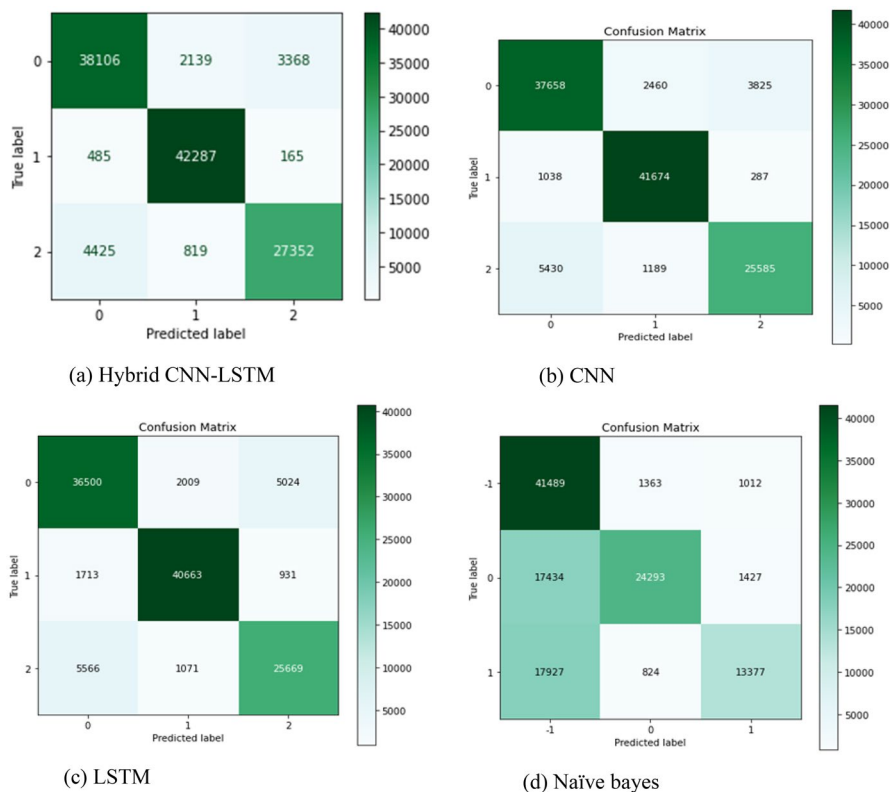 0
38106 2139 3368
True label
1
485 42287 165
2
4425 819 27352
0 1 2
Predicted label
40000
35000
30000
25000
20000
15000
10000
5000
(a) Hybrid CNN-LSTM
Confusion Matrix
0
37658 2460 3825
True label
1
1038 41674 287
2
5430 1189 25585
0 1 2
Predicted label
40000
35000
30000
25000
20000
15000
10000
5000
(b) CNN
Confusion Matrix
0
36500 2009 5024
True label
1
1713 40663 931
2
5566 1071 25669
0 1 2
Predicted label
40000
35000
30000
25000
20000
15000
10000
5000
(c) LSTM
Confusion Matrix
-1
41489 1363 1012
True label
0
17434 24293 1427
1
17927 824 13377
-1 0 1
Predicted label
40000
35000
30000
25000
20000
15000
10000
5000
(d) Naïve bayes